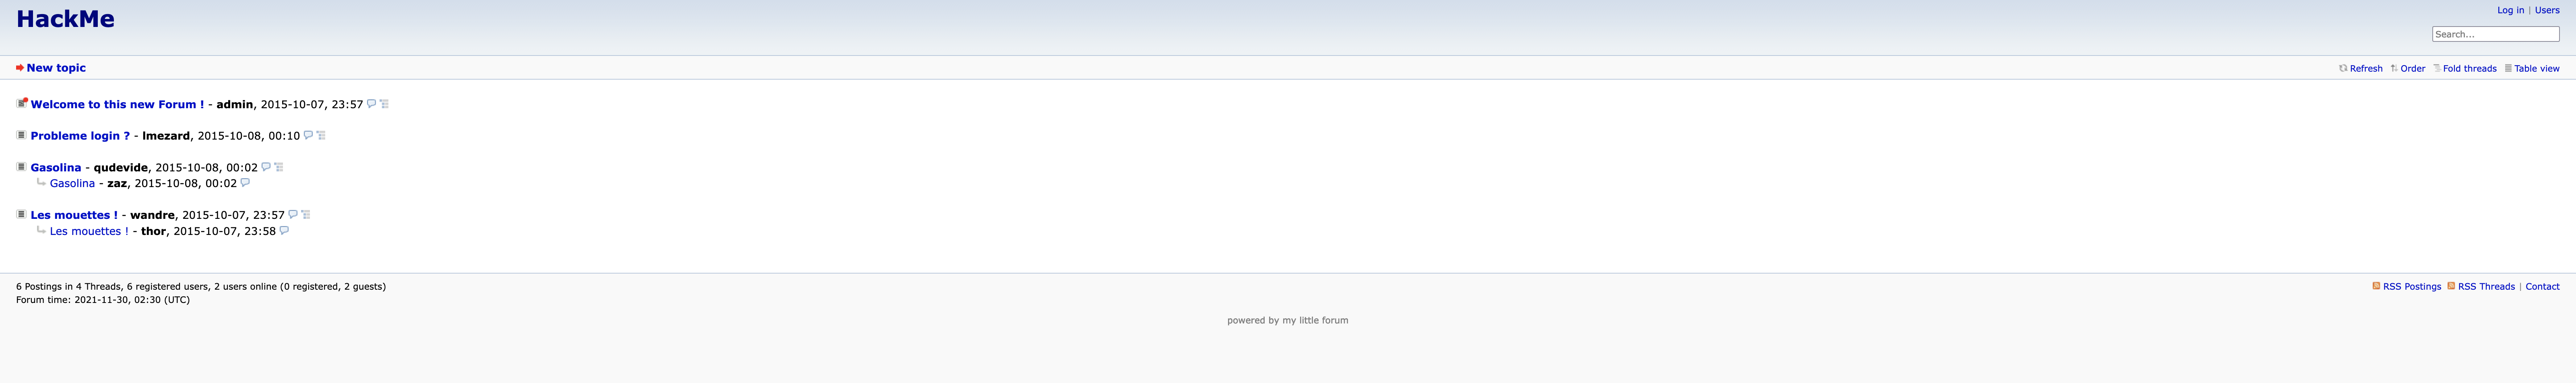 HackMe
Log in | Users
Search...
New topic
Refresh Order Fold threads Table view
Welcome to this new Forum ! - admin, 2015-10-07, 23:57
Probleme login ? - lmezard, 2015-10-08, 00:10
Gasolina - qudevide, 2015-10-08, 00:02
Gasolina - zaz, 2015-10-08, 00:02
Les mouettes ! - wandre, 2015-10-07, 23:57
Les mouettes ! - thor, 2015-10-07, 23:58
6 Postings in 4 Threads, 6 registered users, 2 users online (0 registered, 2 guests)
RSS Postings RSS Threads | Contact
Forum time: 2021-11-30, 02:30 (UTC)
powered by my little forum